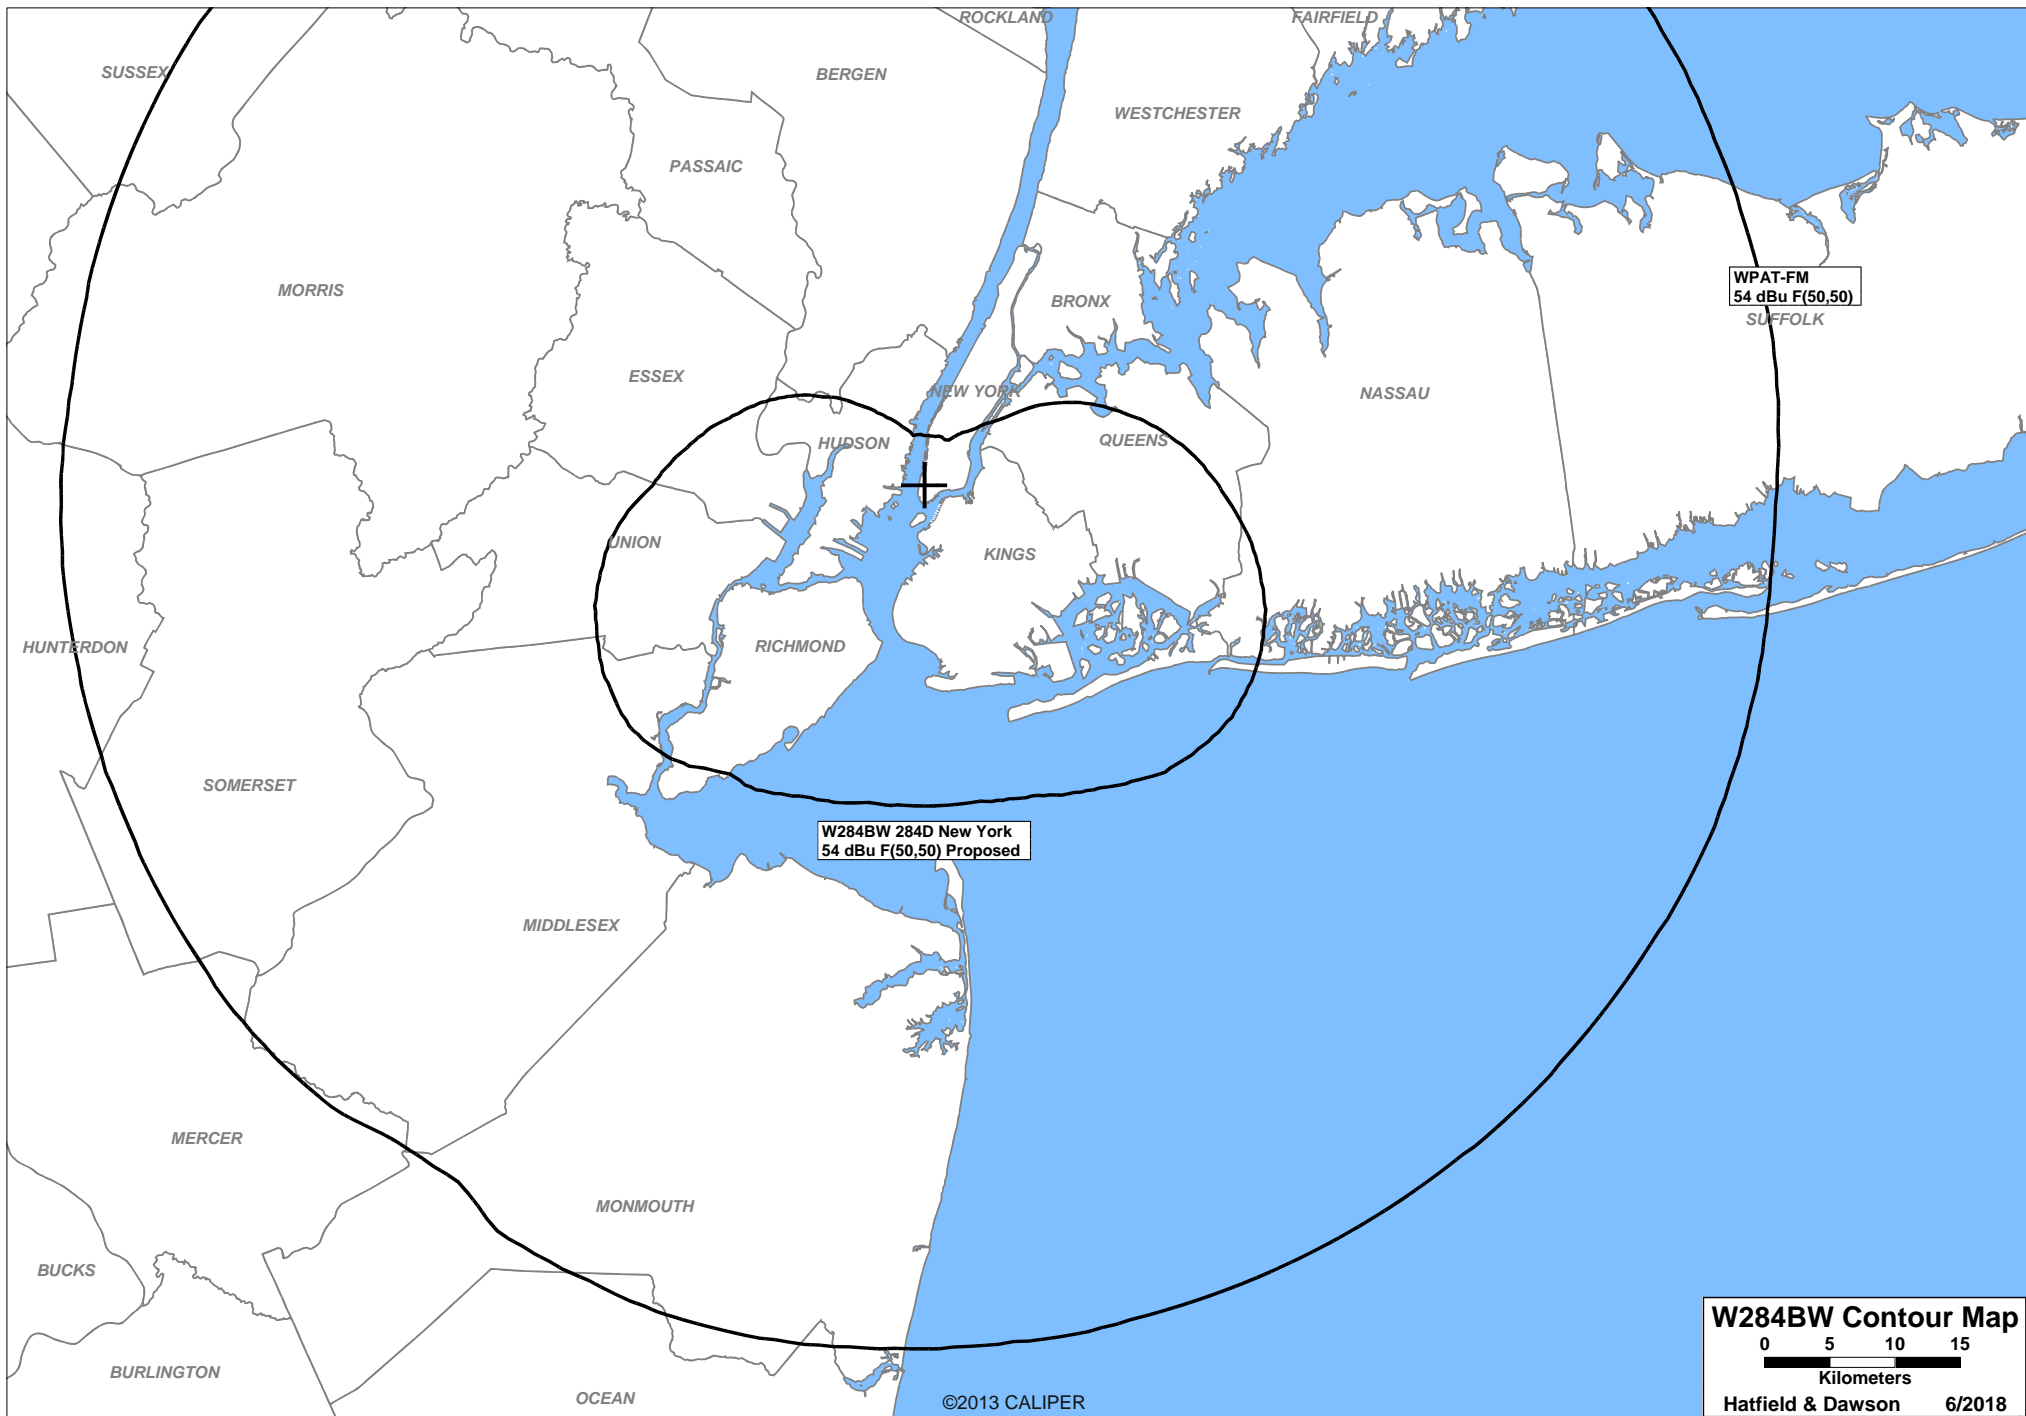 ROCKLAND
FAIRFIELD
SUSSEX
BERGEN
WESTCHESTER
PASSAIC
WPAT-FM
54 dBu F(50,50)
MORRIS
BRONX
SUFFOLK
ESSEX
NEW YORK
NASSAU
HUDSON
QUEENS
UNION
KINGS
HUNTERDON
RICHMOND
SOMERSET
W284BW 284D New York
54 dBu F(50,50) Proposed
MIDDLESEX
MERCER
MONMOUTH
BUCKS
BURLINGTON
OCEAN
©2013 CALIPER
W284BW Contour Map
0 5 10 15
Kilometers
Hatfield & Dawson 6/2018